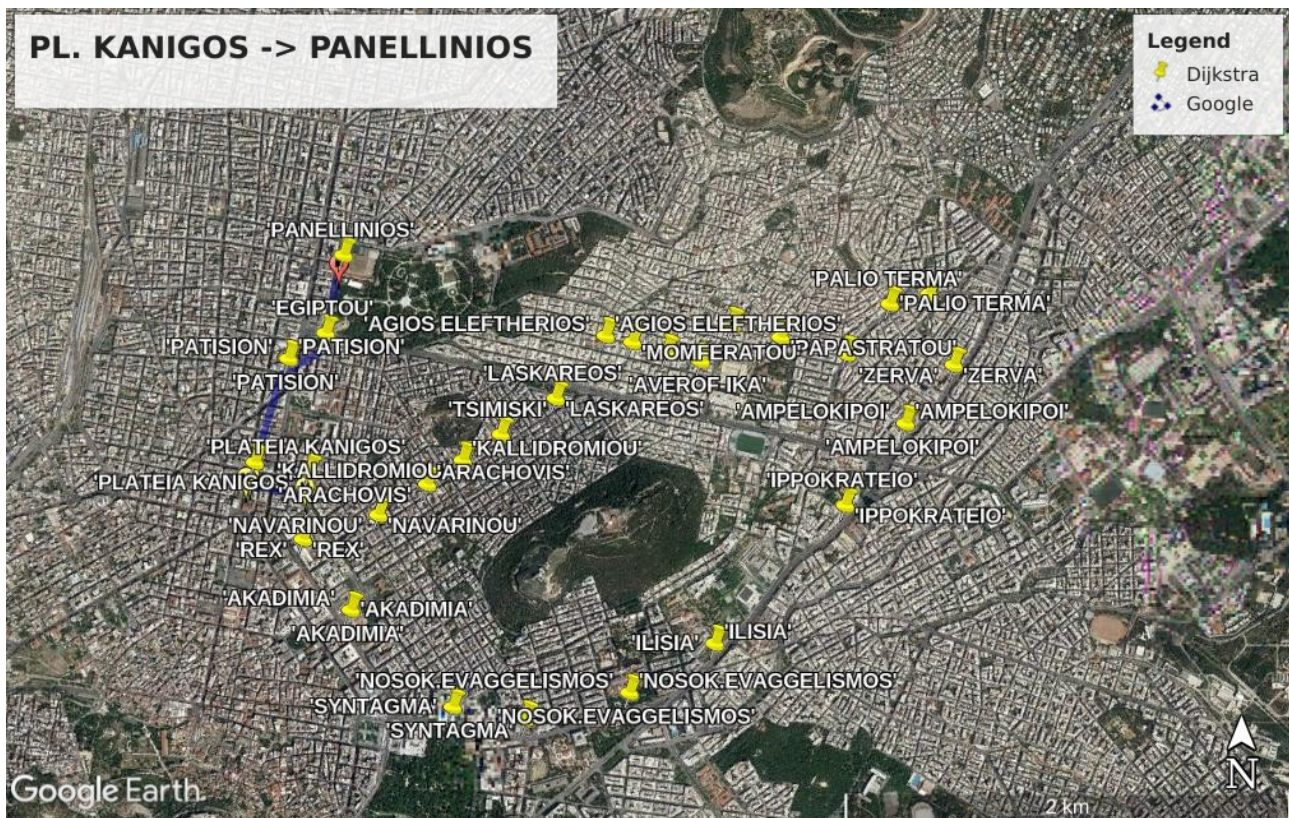 PL. KANIGOS -> PANELLINIOS
Legend
Dijkstra
Google
'PANELLINIOS'
'PALIO TERMA'
'PALIO TERMA'
'EGIPTOU'
'AGIOS ELEFTHERIOS' 'AGIOS ELEFTHERIOS'
'PATISION' 'PATISION'
'MOMFERATOU' 'PAPASTRATOU'
'PATISION'
'LASKAREOS'
'AVEROF-IKA'
'ZERVA' 'ZERVA'
'TSIMISKI' 'LASKAREOS'
'AMPELOKIPOI' 'AMPELOKIPOI'
'PLATEIA KANIGOS'
'KALLIDROMIOU'
'AMPELOKIPOI'
'PLATEIA KANIGOS'
'KALLIDROMIOU'
'ARACHOVIS'
'IPPOKRATEIO'
'ARACHOVIS'
'IPPOKRATEIO'
'NAVARINOU' 'NAVARINOU'
'REX' 'REX'
'AKADIMIA' 'AKADIMIA'
'AKADIMIA'
'ILISIA' 'ILISIA'
'NOSOK.EVAGGELISMOS' 'NOSOK.EVAGGELISMOS'
'SYNTAGMA'
'NOSOK.EVAGGELISMOS'
'SYNTAGMA'
Google Earth
2 km
N